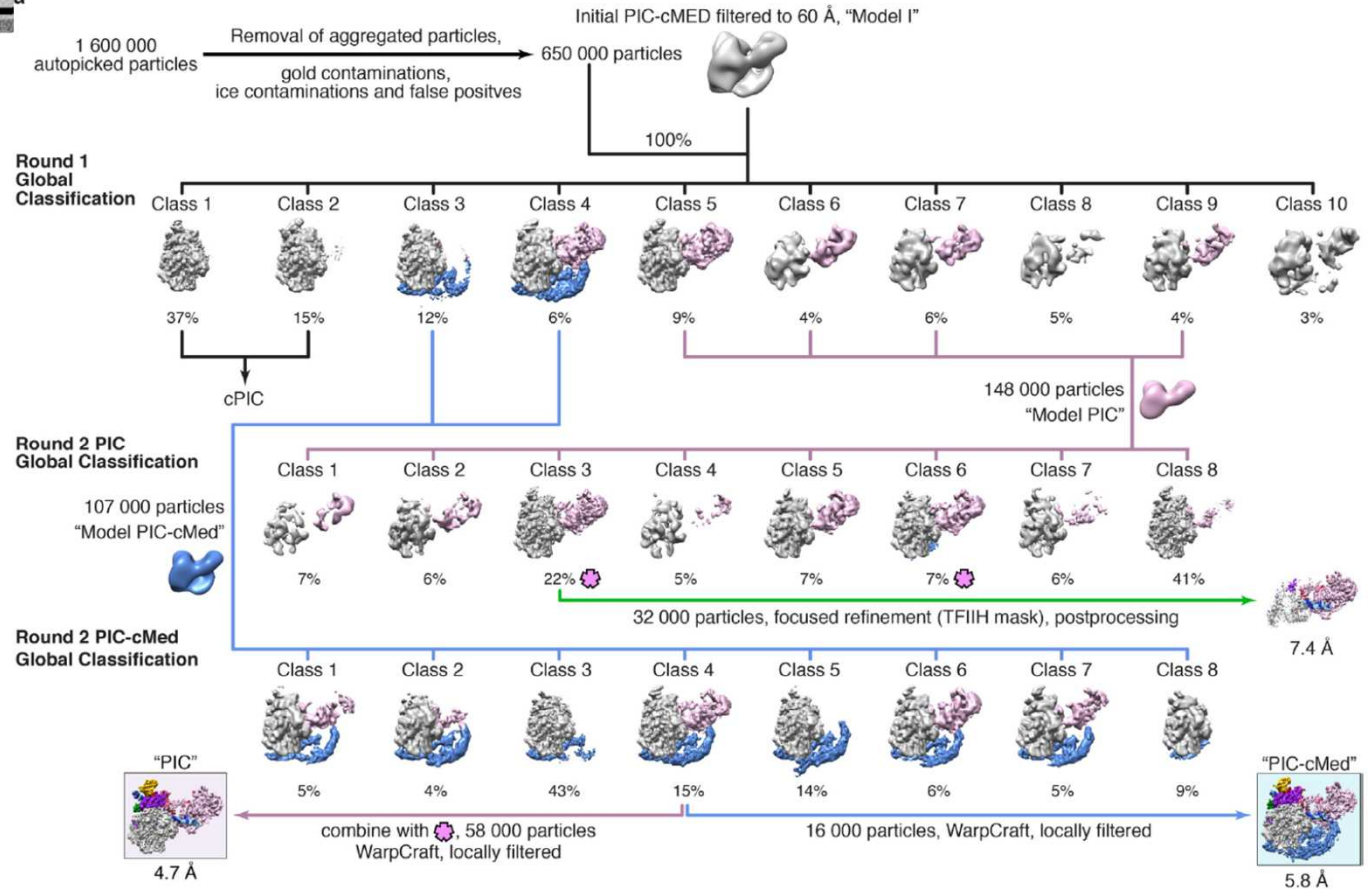 Initial PIC-cMED filtered to 60 Å, “Model I”
1 600 000
autopicked particles
Removal of aggregated particles,
gold contaminations,
ice contaminations and false positves
650 000 particles
100%
Round 1
Global
Classification
Class 1 Class 2 Class 3 Class 4 Class 5 Class 6 Class 7 Class 8 Class 9 Class 10
37% 15% 12% 6% 9% 4% 6% 5% 4% 3%
cPIC
148 000 particles
“Model PIC”
Round 2 PIC
Global Classification
Class 1 Class 2 Class 3 Class 4 Class 5 Class 6 Class 7 Class 8
107 000 particles
“Model PIC-cMed”
7% 6% 22% 5% 7% 7% 6% 41%
32 000 particles, focused refinement (TFIIH mask), postprocessing
7.4 Å
Round 2 PIC-cMed
Global Classification
Class 1 Class 2 Class 3 Class 4 Class 5 Class 6 Class 7 Class 8
5% 4% 43% 15% 14% 6% 5% 9%
“PIC”
4.7 Å
combine with , 58 000 particles
WarpCraft, locally filtered
16 000 particles, WarpCraft, locally filtered
“PIC-cMed”
5.8 Å